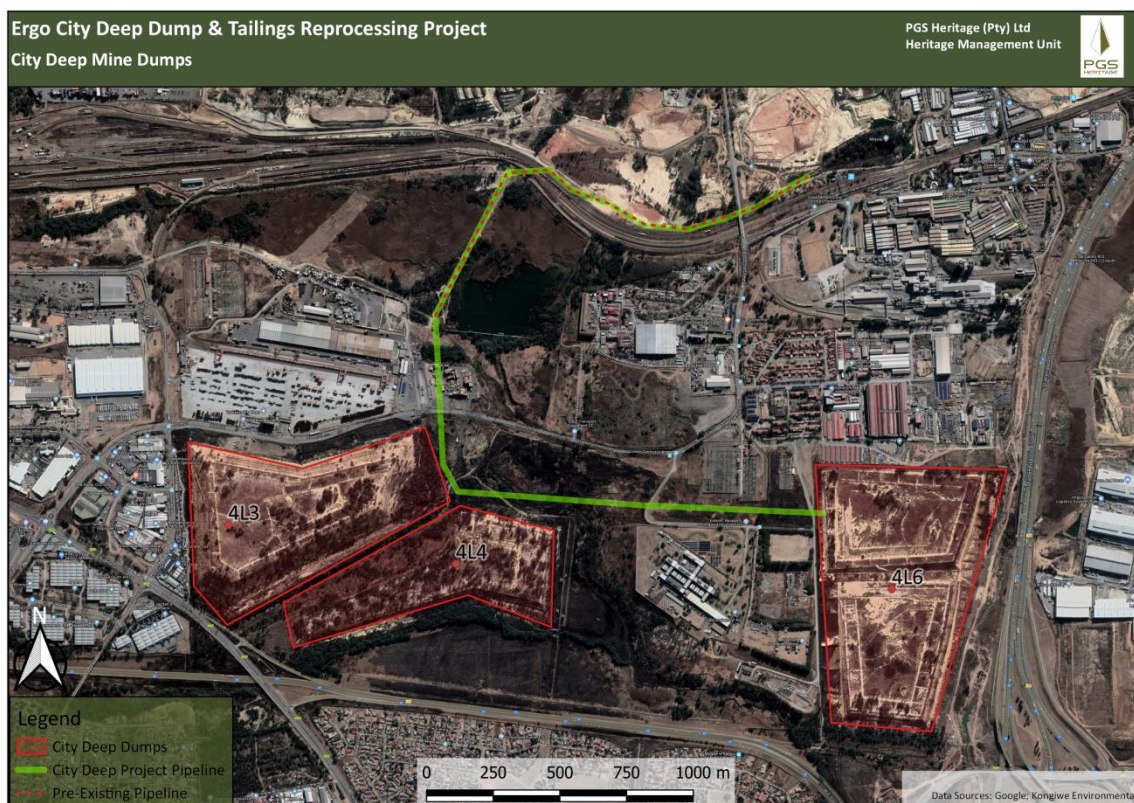 Ergo City Deep Dump & Tailings Reprocessing Project
City Deep Mine Dumps
PGS Heritage (Pty) Ltd
Heritage Management Unit
PGS
HERITAGE
4L3
4L4
4L6
N
Legend
City Deep Dumps
City Deep Project Pipeline
Pre-Existing Pipeline
0 250 500 750 1000 m
Data Sources: Google; Kongiwe Environmenta